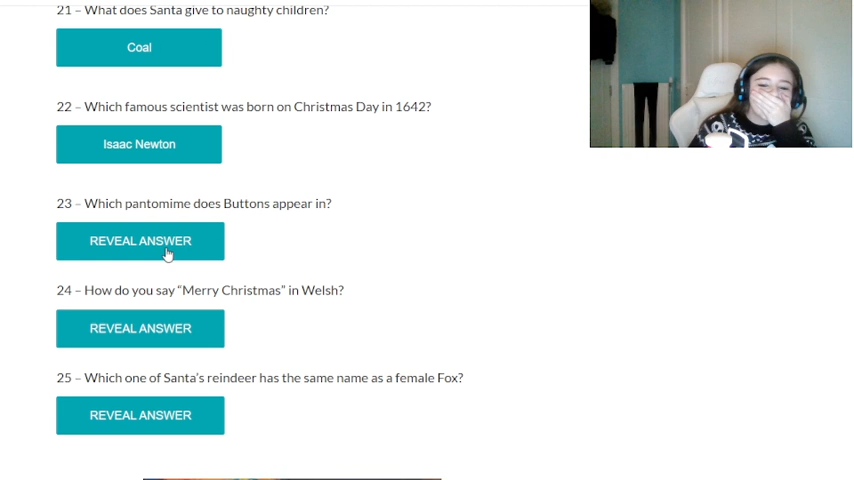 21 – What does Santa give to naughty children?
Coal
22 – Which famous scientist was born on Christmas Day in 1642?
Isaac Newton
23 – Which pantomime does Buttons appear in?
REVEAL ANSWER
24 – How do you say “Merry Christmas” in Welsh?
REVEAL ANSWER
25 – Which one of Santa’s reindeer has the same name as a female Fox?
REVEAL ANSWER